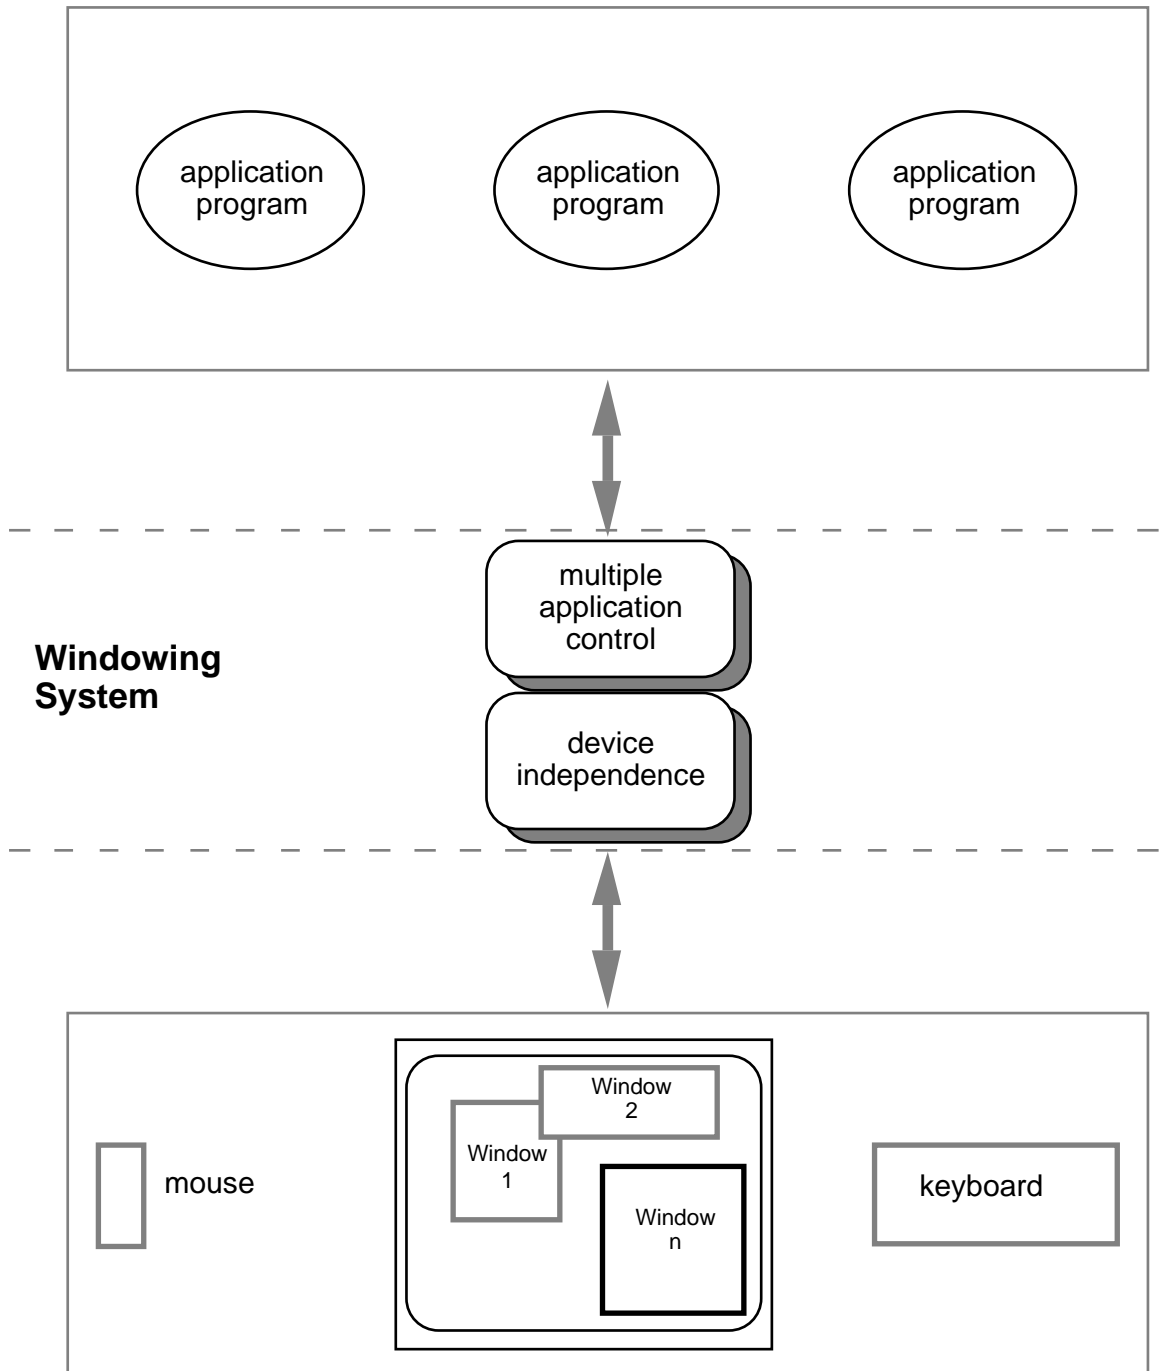 application
program
application
program
application
program
multiple
application
control
Windowing
System
device
independence
Window
2
Window
1
mouse
keyboard
Window
n